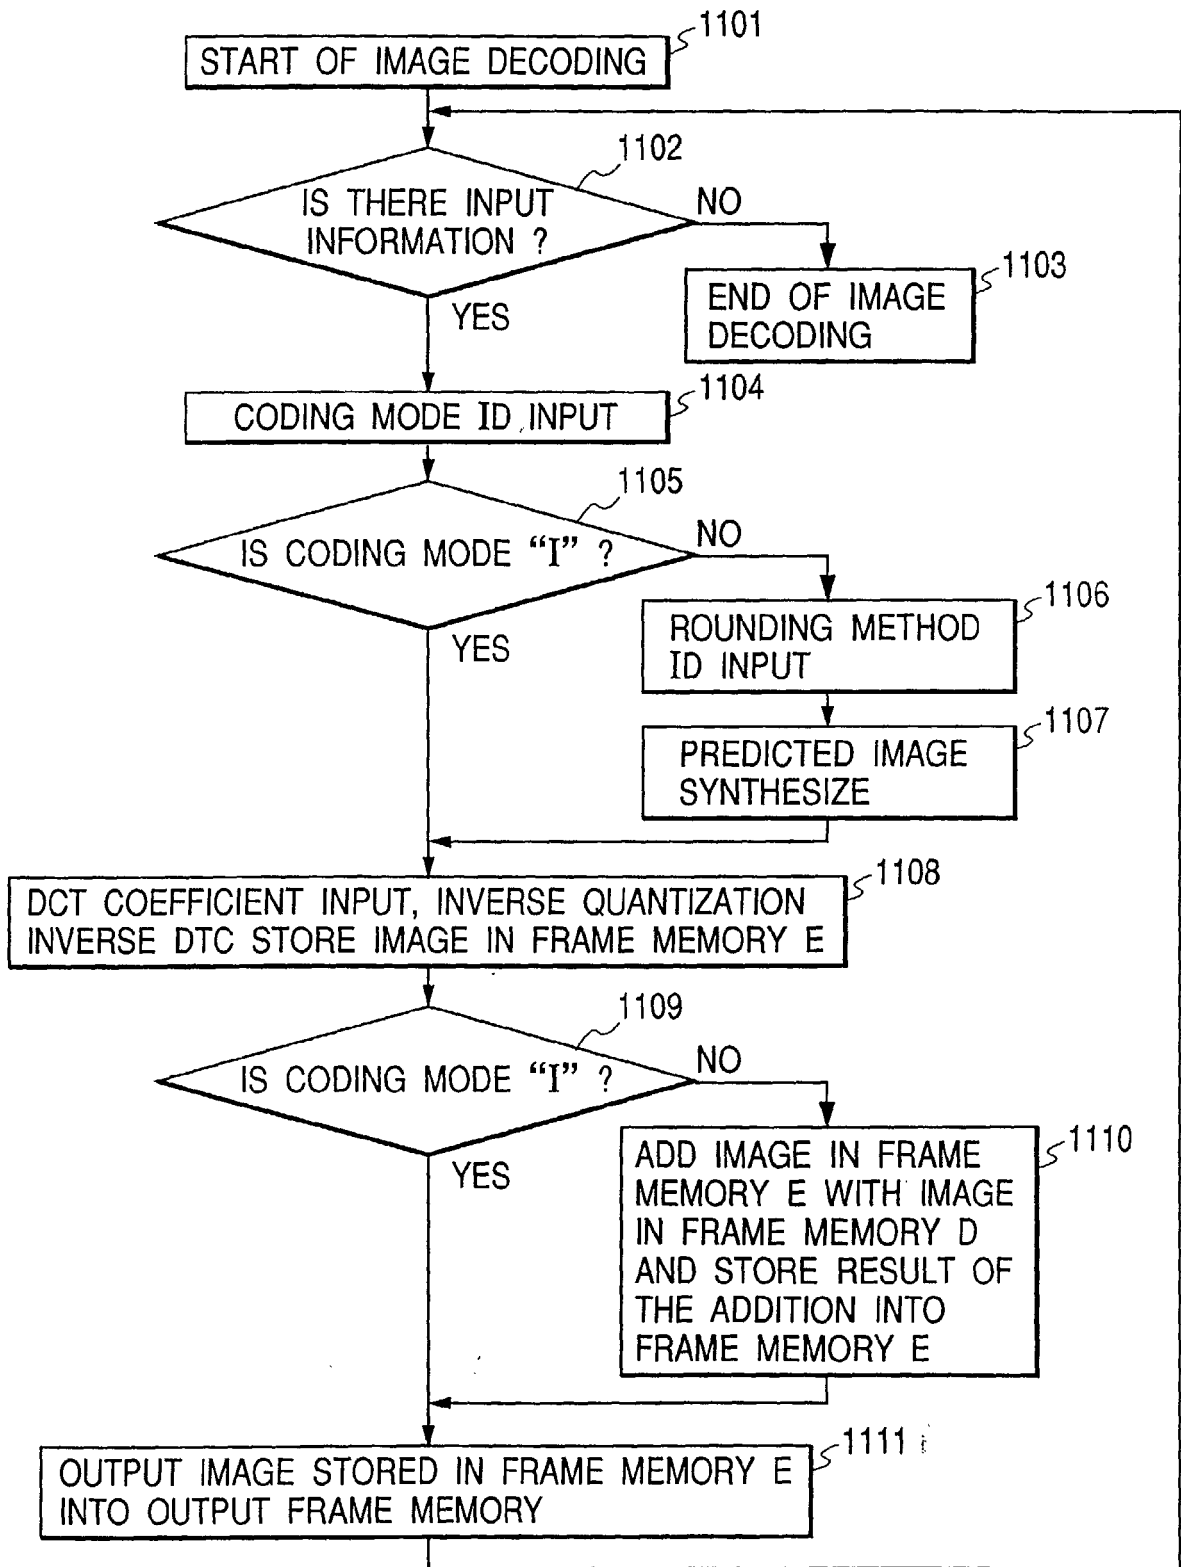 1101
START OF IMAGE DECODING
1102
IS THERE INPUT
INFORMATION ?
NO
YES
1103
END OF IMAGE
DECODING
1104
CODING MODE ID INPUT
1105
IS CODING MODE “I” ?
NO
YES
1106
ROUNDING METHOD
ID INPUT
1107
PREDICTED IMAGE
SYNTHESIZE
1108
DCT COEFFICIENT INPUT, INVERSE QUANTIZATION
INVERSE DTC STORE IMAGE IN FRAME MEMORY E
1109
IS CODING MODE “I” ?
NO
YES
1110
ADD IMAGE IN FRAME
MEMORY E WITH IMAGE
IN FRAME MEMORY D
AND STORE RESULT OF
THE ADDITION INTO
FRAME MEMORY E
1111
OUTPUT IMAGE STORED IN FRAME MEMORY E
INTO OUTPUT FRAME MEMORY